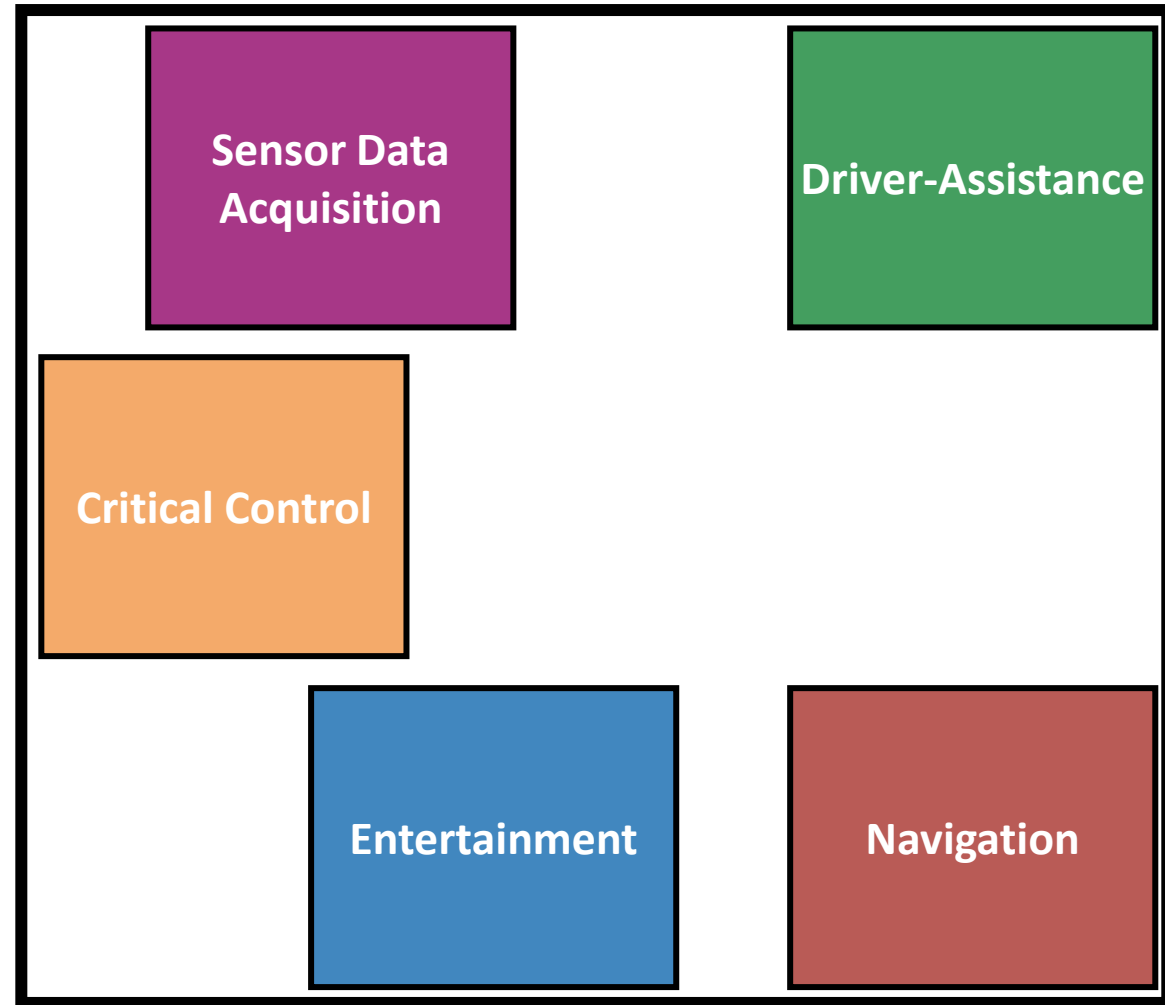 Sensor Data
Acquisition
Driver-Assistance
Critical Control
Entertainment
Navigation